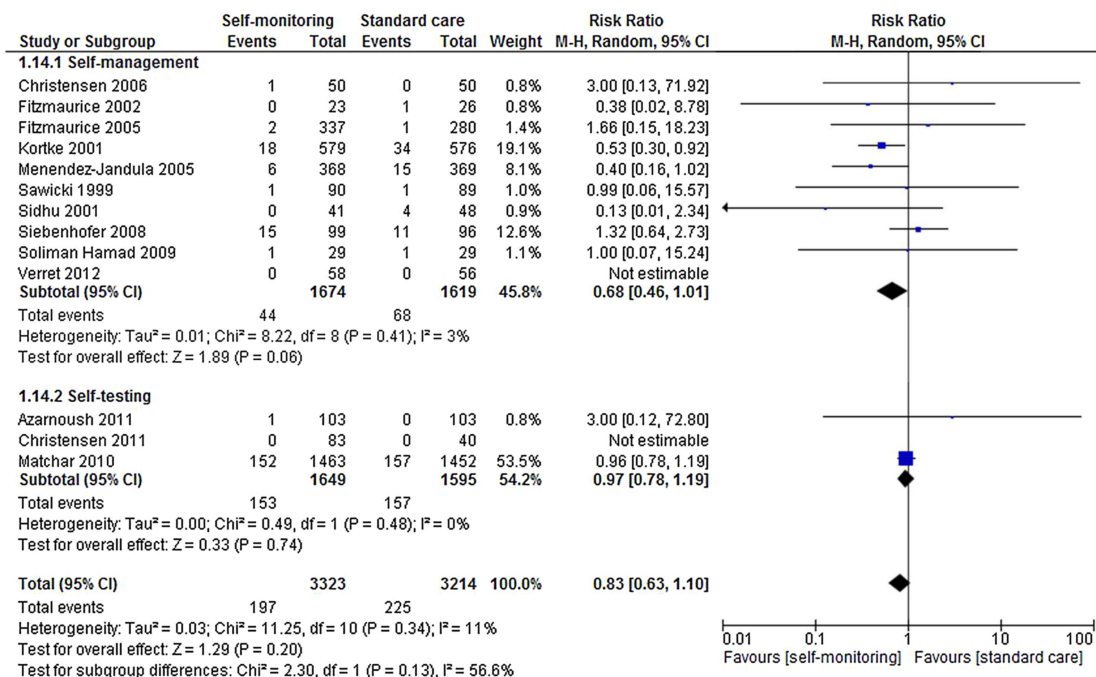 Self-monitoring Standard care Risk Ratio Risk Ratio
Study or Subgroup Events Total Events Total Weight M-H, Random, 95% CI M-H, Random, 95% CI
1.14.1 Self-management
Christensen 2006 1 50 0 50 0.8% 3.00 [0.13, 71.92]
Fitzmaurice 2002 0 23 1 26 0.8% 0.38 [0.02, 8.78]
Fitzmaurice 2005 2 337 1 280 1.4% 1.66 [0.15, 18.23]
Kortke 2001 18 579 34 576 19.1% 0.53 [0.30, 0.92]
Menendez-Jandula 2005 6 368 15 369 8.1% 0.40 [0.16, 1.02]
Sawicki 1999 1 90 1 89 1.0% 0.99 [0.06, 15.57]
Sidhu 2001 0 41 4 48 0.9% 0.13 [0.01, 2.34]
Siebenhofer 2008 15 99 11 96 12.6% 1.32 [0.64, 2.73]
Soliman Hamad 2009 1 29 1 29 1.1% 1.00 [0.07, 15.24]
Verret 2012 0 58 0 56 Not estimable
Subtotal (95% CI) 1674 1619 45.8% 0.68 [0.46, 1.01]
Total events 44 68
Heterogeneity: Tau² = 0.01; Chi² = 8.22, df = 8 (P = 0.41); I² = 3%
Test for overall effect: Z = 1.89 (P = 0.06)
1.14.2 Self-testing
Azarnoush 2011 1 103 0 103 0.8% 3.00 [0.12, 72.80]
Christensen 2011 0 83 0 40 Not estimable
Matchar 2010 152 1463 157 1452 53.5% 0.96 [0.78, 1.19]
Subtotal (95% CI) 1649 1595 54.2% 0.97 [0.78, 1.19]
Total events 153 157
Heterogeneity: Tau² = 0.00; Chi² = 0.49, df = 1 (P = 0.48); I² = 0%
Test for overall effect: Z = 0.33 (P = 0.74)
Total (95% CI) 3323 3214 100.0% 0.83 [0.63, 1.10]
Total events 197 225
Heterogeneity: Tau² = 0.03; Chi² = 11.25, df = 10 (P = 0.34); I² = 11%
Test for overall effect: Z = 1.29 (P = 0.20)
Test for subgroup differences: Chi² = 2.30, df = 1 (P = 0.13), I² = 56.6%
0.01 0.1 1 10 100
Favours [self-monitoring] Favours [standard care]